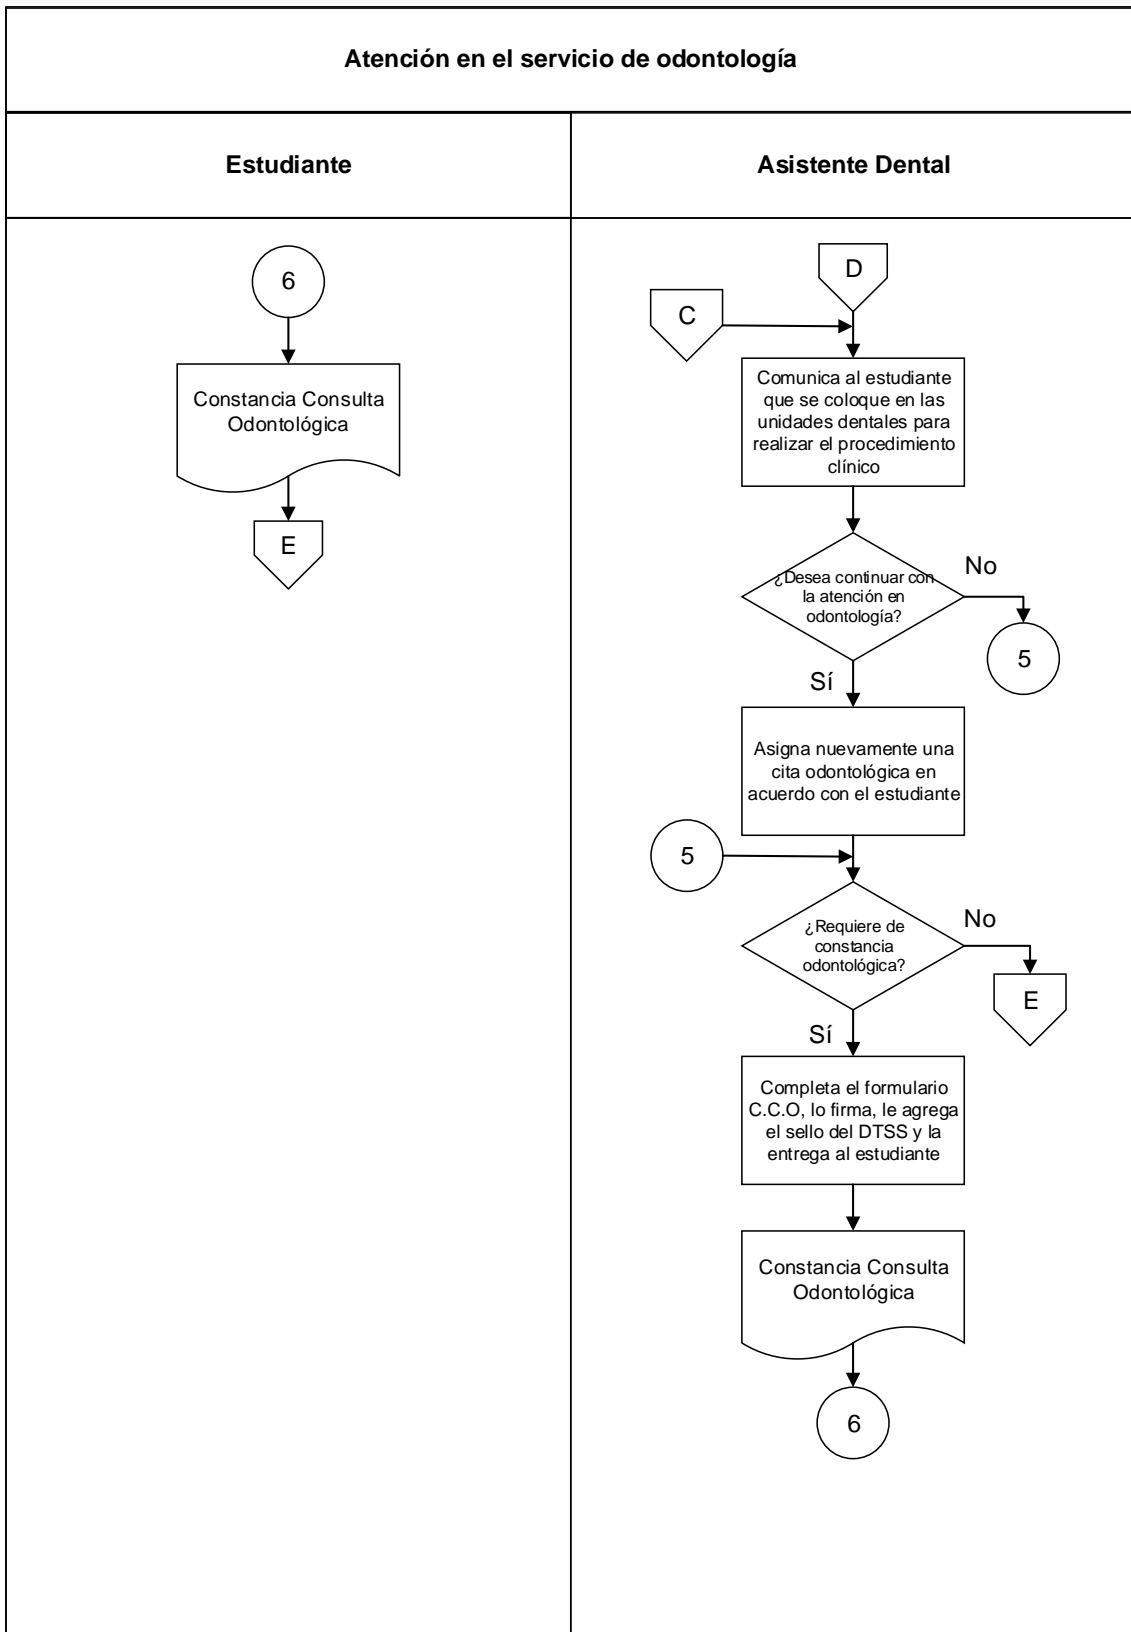 Atención en el servicio de odontología
Estudiante
Asistente Dental
6
Constancia Consulta
Odontológica
E
D
C
Comunica al estudiante
que se coloque en las
unidades dentales para
realizar el procedimiento
clínico
¿Desea continuar con
la atención en
odontología?
No
5
Sí
Asigna nuevamente una
cita odontológica en
acuerdo con el estudiante
5
¿Requiere de
constancia
odontológica?
No
E
Sí
Completa el formulario
C.C.O, lo firma, le agrega
el sello del DTSS y la
entrega al estudiante
Constancia Consulta
Odontológica
6